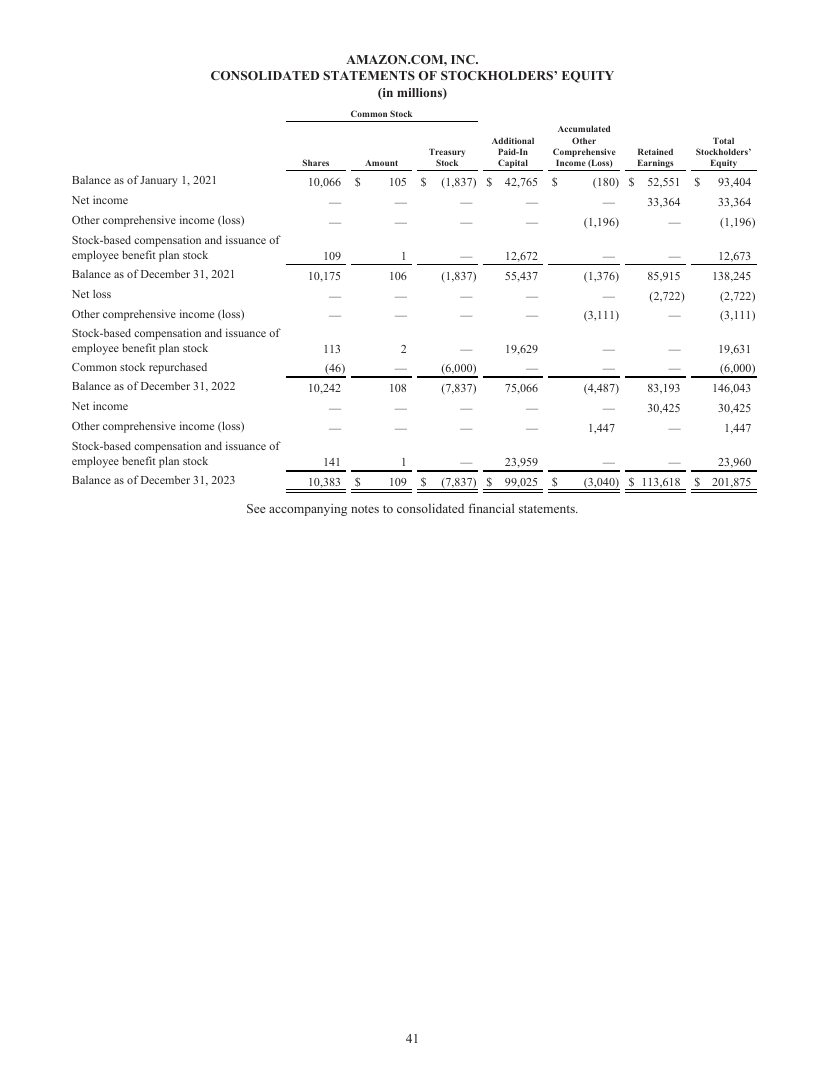 AMAZON.COM, INC.
CONSOLIDATED STATEMENTS OF STOCKHOLDERS’ EQUITY
(in millions)
Common Stock
Shares Amount Treasury Stock Additional Paid-In Capital Accumulated Other Comprehensive Income (Loss) Retained Earnings Total Stockholders’ Equity
Balance as of January 1, 2021 10,066 $ 105 $ (1,837) $ 42,765 $ (180) $ 52,551 $ 93,404
Net income — — — — — 33,364 33,364
Other comprehensive income (loss) — — — — (1,196) — (1,196)
Stock-based compensation and issuance of
employee benefit plan stock 109 1 — 12,672 — — 12,673
Balance as of December 31, 2021 10,175 106 (1,837) 55,437 (1,376) 85,915 138,245
Net loss — — — — — (2,722) (2,722)
Other comprehensive income (loss) — — — — (3,111) — (3,111)
Stock-based compensation and issuance of
employee benefit plan stock 113 2 — 19,629 — — 19,631
Common stock repurchased (46) — (6,000) — — — (6,000)
Balance as of December 31, 2022 10,242 108 (7,837) 75,066 (4,487) 83,193 146,043
Net income — — — — — 30,425 30,425
Other comprehensive income (loss) — — — — 1,447 — 1,447
Stock-based compensation and issuance of
employee benefit plan stock 141 1 — 23,959 — — 23,960
Balance as of December 31, 2023 10,383 $ 109 $ (7,837) $ 99,025 $ (3,040) $ 113,618 $ 201,875
See accompanying notes to consolidated financial statements.
41